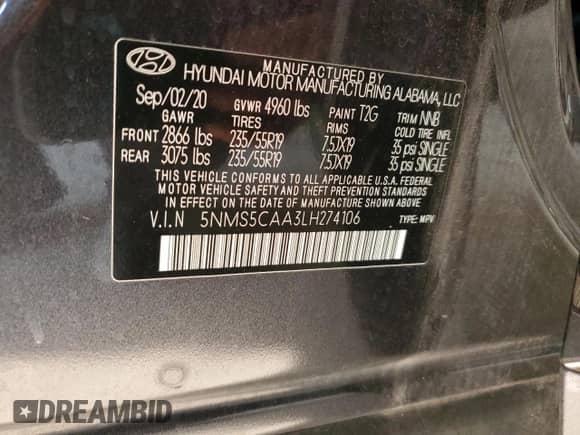 MANUFACTURED BY
HYUNDAI MOTOR MANUFACTURING ALABAMA, LLC
Sep/02/20 GVWR 4960 lbs PAINT T2G TRIM NNB
GAWR TIRES RIMS COLD TIRE INFL
FRONT 2866 lbs 235/55R19 7.5JX19 35 psi SINGLE
REAR 3075 lbs 235/55R19 7.5JX19 35 psi SINGLE
THIS VEHICLE CONFORMS TO ALL APPLICABLE U.S.A. FEDERAL
MOTOR VEHICLE SAFETY AND THEFT PREVENTION STANDARDS
IN EFFECT ON THE DATE OF MANUFACTURE SHOWN ABOVE.
V.I.N 5NMS5CAA3LH274106 TYPE: MPV
DREAMBID